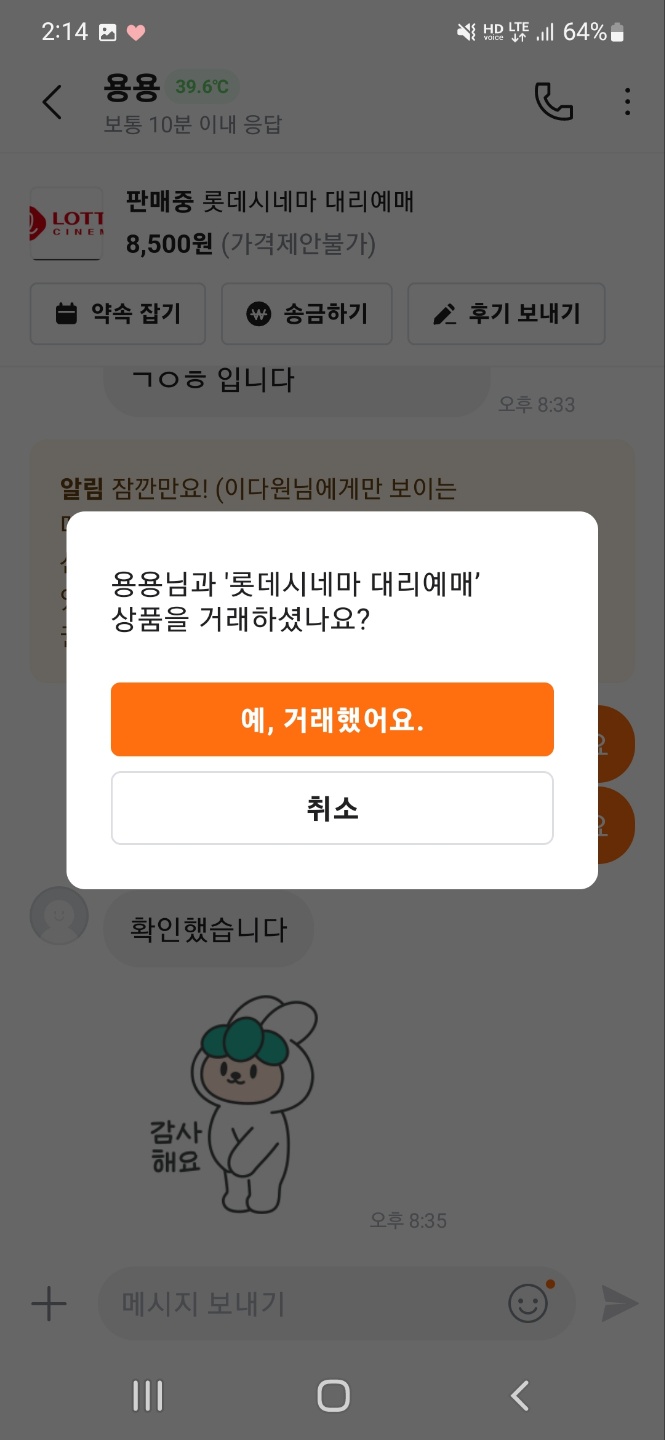 2:14 HD voice LTE 64%
용용 39.6℃
보통 10분 이내 응답
LOTT
CINEM
판매중 롯데시네마 대리예매
8,500원 (가격제안불가)
약속 잡기 송금하기 후기 보내기
ㄱㅇㅎ 입니다
오후 8:33
알림 잠깐만요! (이다원님에게만 보이는
용용님과 '롯데시네마 대리예매’
상품을 거래하셨나요?
예, 거래했어요.
취소
요
요
확인했습니다
감사
해요
오후 8:35
메시지 보내기